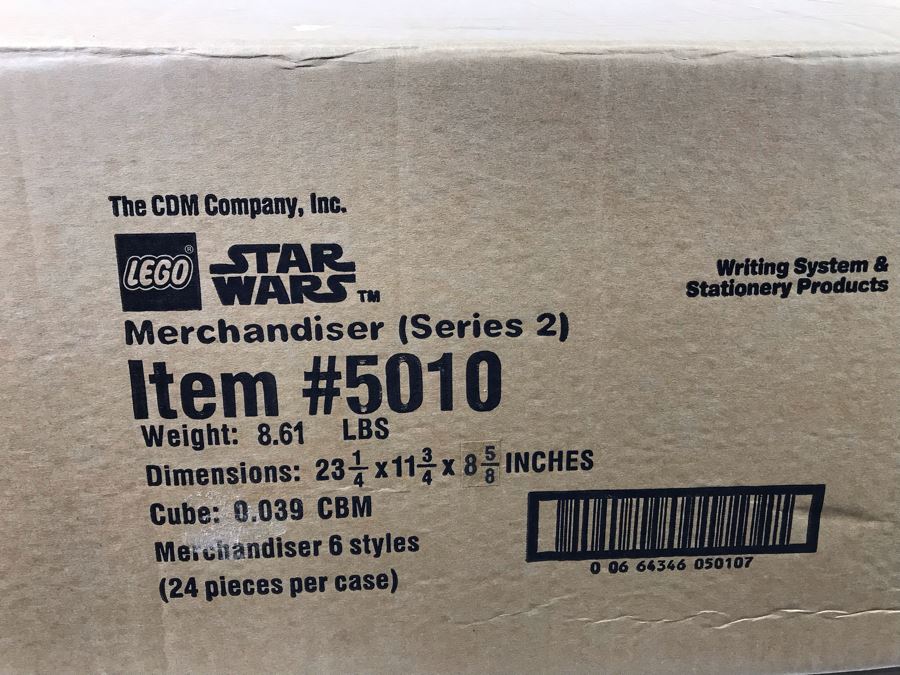 The CDM Company, Inc.
LEGO® STAR WARS™
Merchandiser (Series 2)
Item #5010
Weight: 8.61 LBS
Dimensions: 23 1/4 x 11 3/4 x 8 5/8 INCHES
Cube: 0.039 CBM
Merchandiser 6 styles
(24 pieces per case)
Writing System &
Stationery Products
0 06 64346 050107